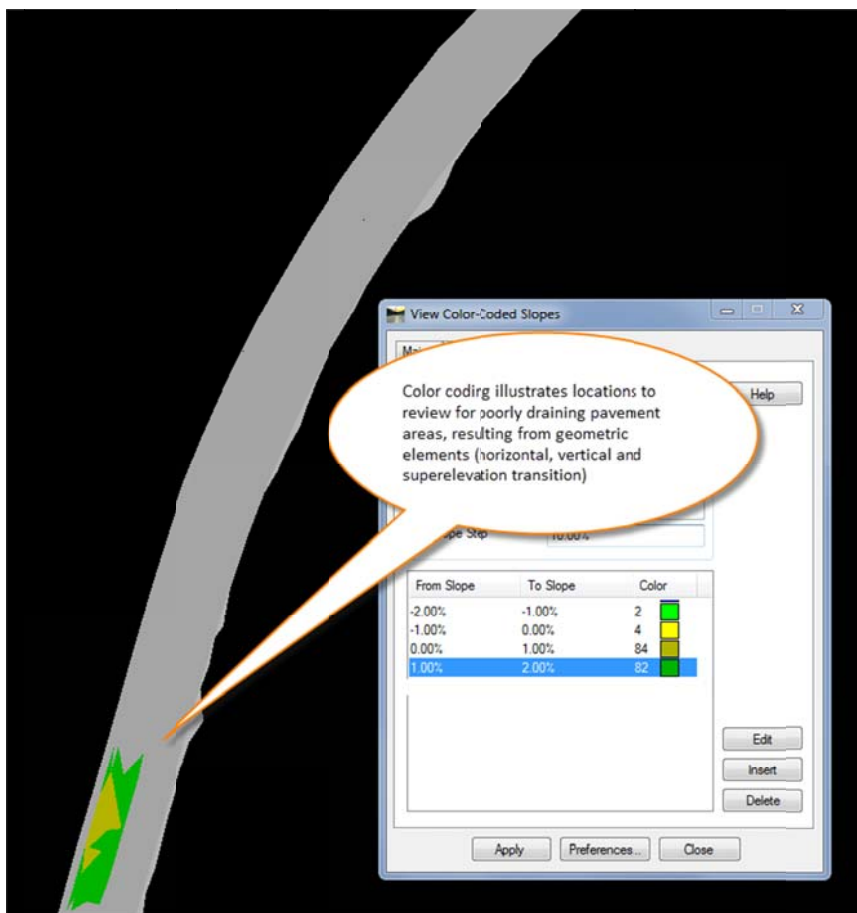 View Color-Coded Slopes
Color coding illustrates locations to
review for poorly draining pavement
areas, resulting from geometric
elements (horizontal, vertical and
superelevation transition)
Help
Step
10.00%
From Slope To Slope Color
-2.00% -1.00% 2
-1.00% 0.00% 4
0.00% 1.00% 84
1.00% 2.00% 82
Edit
Insert
Delete
Apply Preferences... Close